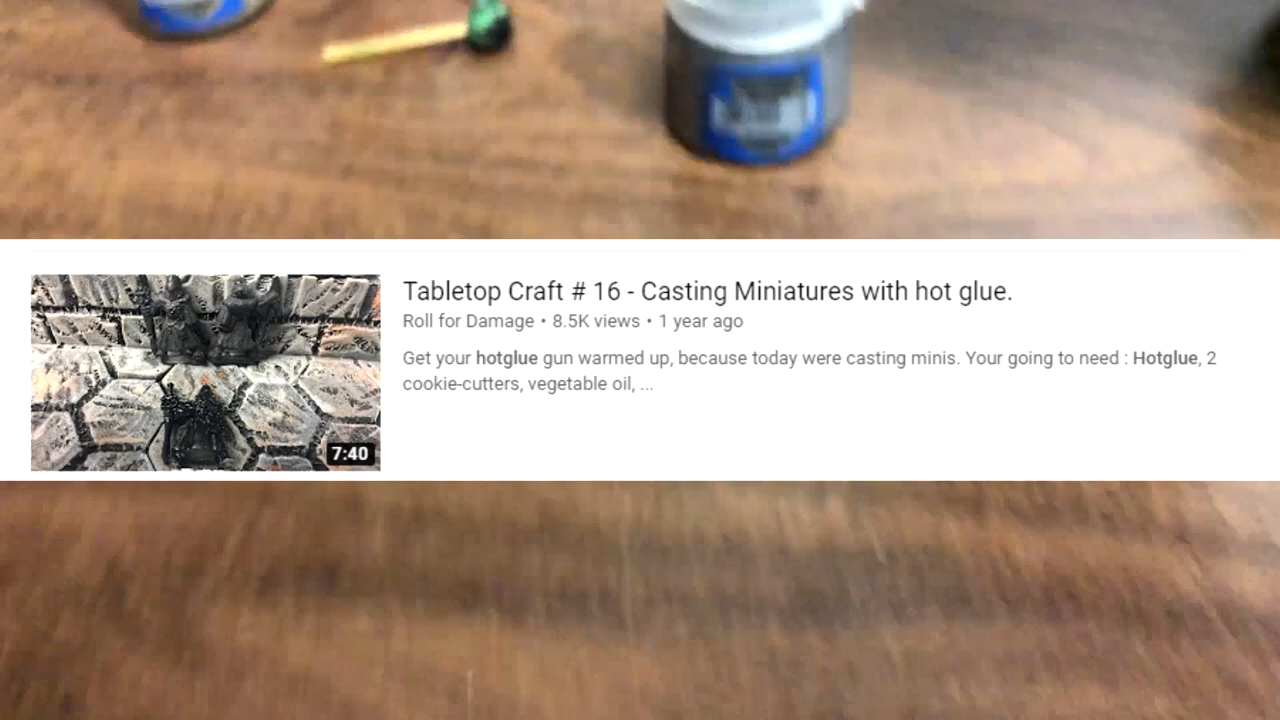 Tabletop Craft # 16 - Casting Miniatures with hot glue.
Roll for Damage • 8.5K views • 1 year ago
Get your hotglue gun warmed up, because today were casting minis. Your going to need : Hotglue, 2
cookie-cutters, vegetable oil, ...
7:40